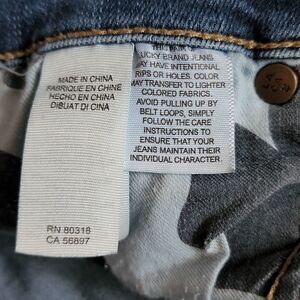 MADE IN CHINA
FABRIQUE EN CHINE
HECHO EN CHINA
DIBUAT DI CINA
RN 80318
CA 56897
LUCKY BRAND JEANS
MAY HAVE INTENTIONAL
RIPS OR HOLES. COLOR
MAY TRANSFER TO LIGHTER
COLORED FABRICS.
AVOID PULLING UP BY
BELT LOOPS, SIMPLY
FOLLOW THE CARE
INSTRUCTIONS TO
ENSURE THAT YOUR
JEANS MAINTAIN THEIR
INDIVIDUAL CHARACTER.